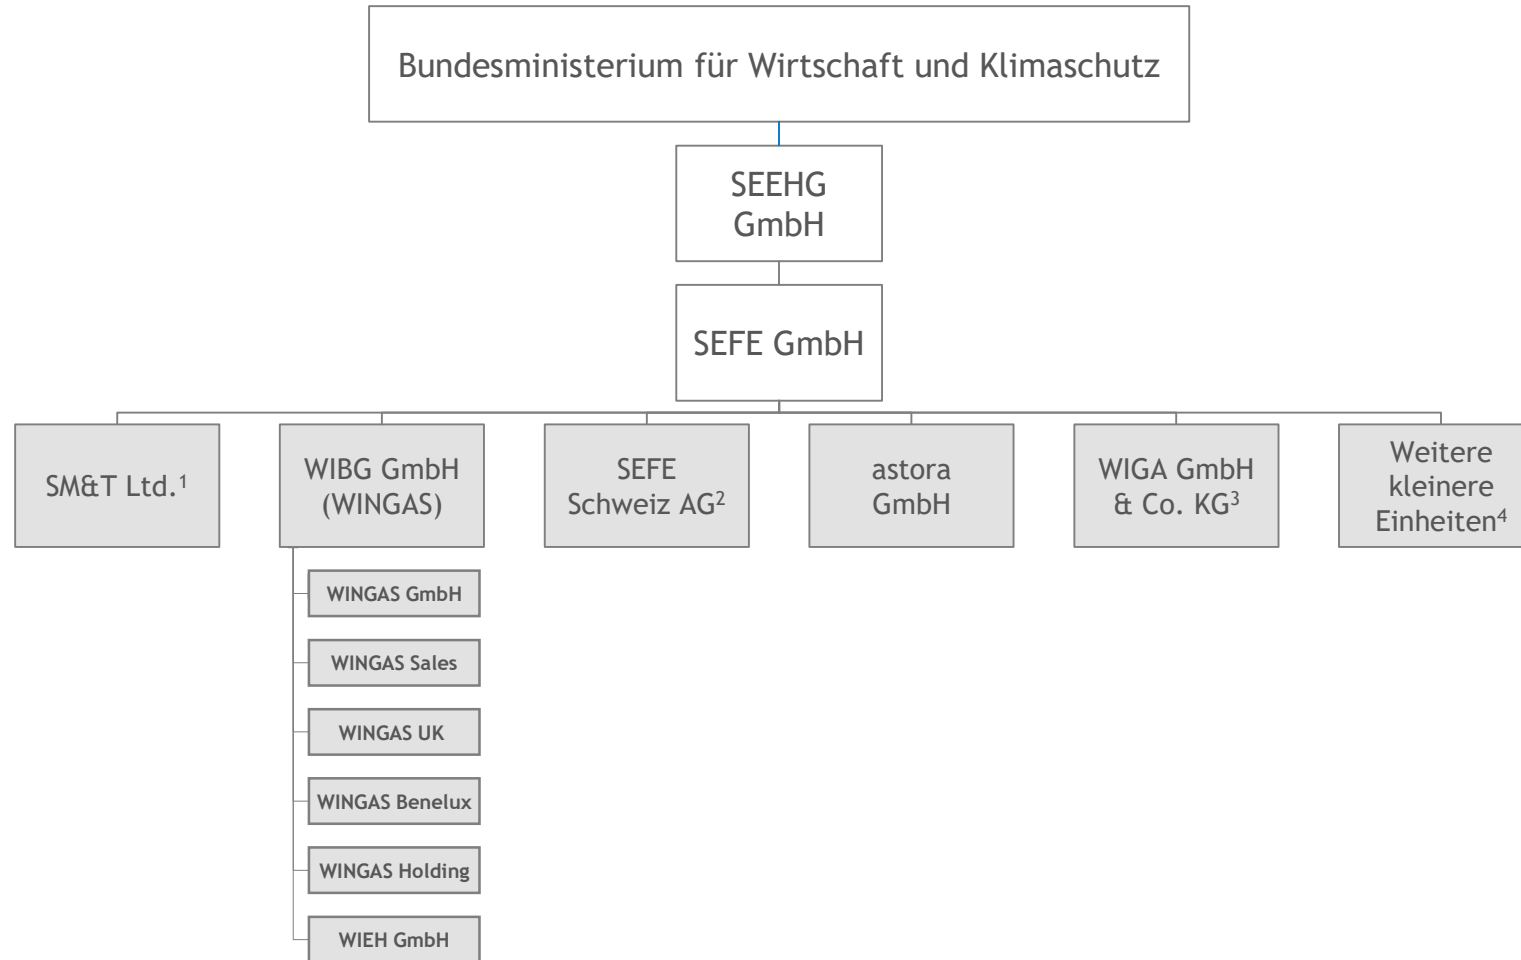 Bundesministerium für Wirtschaft und Klimaschutz
SEEHG
GmbH
SEFE GmbH
SM&T Ltd.¹
WIBG GmbH
(WINGAS)
SEFE
Schweiz AG²
astora
GmbH
WIGA GmbH
& Co. KG³
Weitere
kleinere
Einheiten⁴
WINGAS GmbH
WINGAS Sales
WINGAS UK
WINGAS Benelux
WINGAS Holding
WIEH GmbH